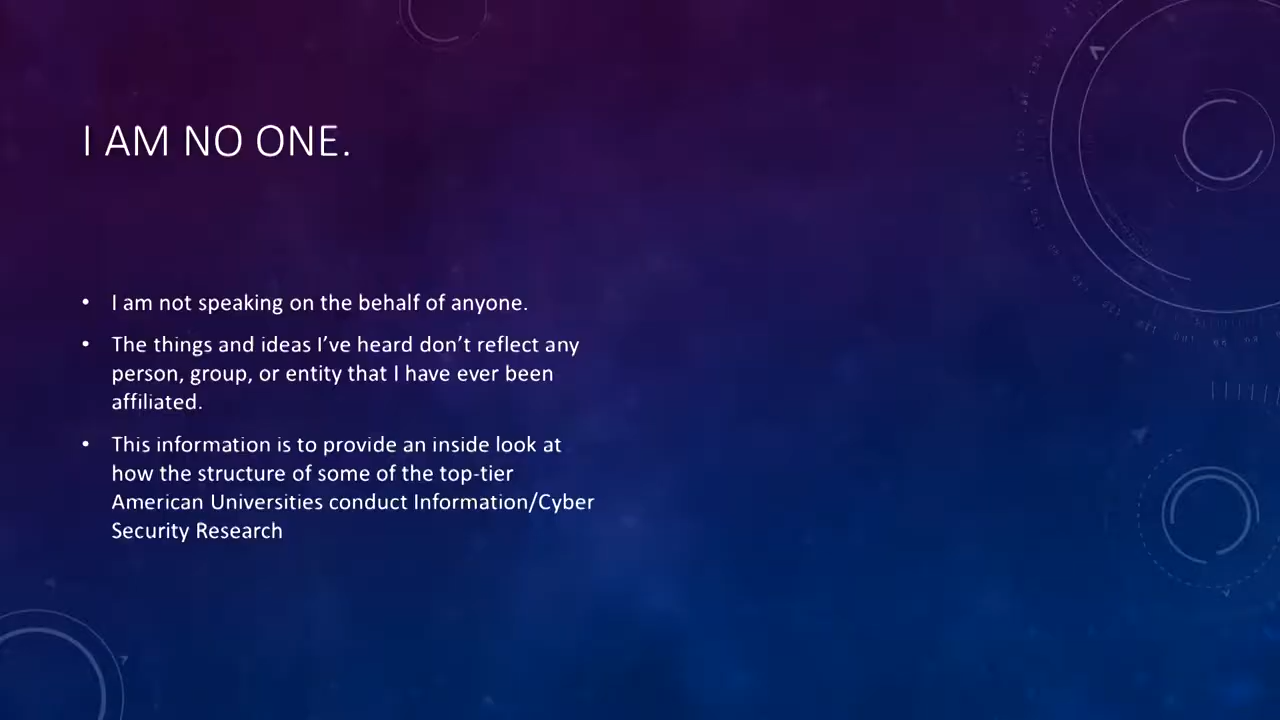 I AM NO ONE.
• I am not speaking on the behalf of anyone.
• The things and ideas I’ve heard don’t reflect any
person, group, or entity that I have ever been
affiliated.
• This information is to provide an inside look at
how the structure of some of the top-tier
American Universities conduct Information/Cyber
Security Research